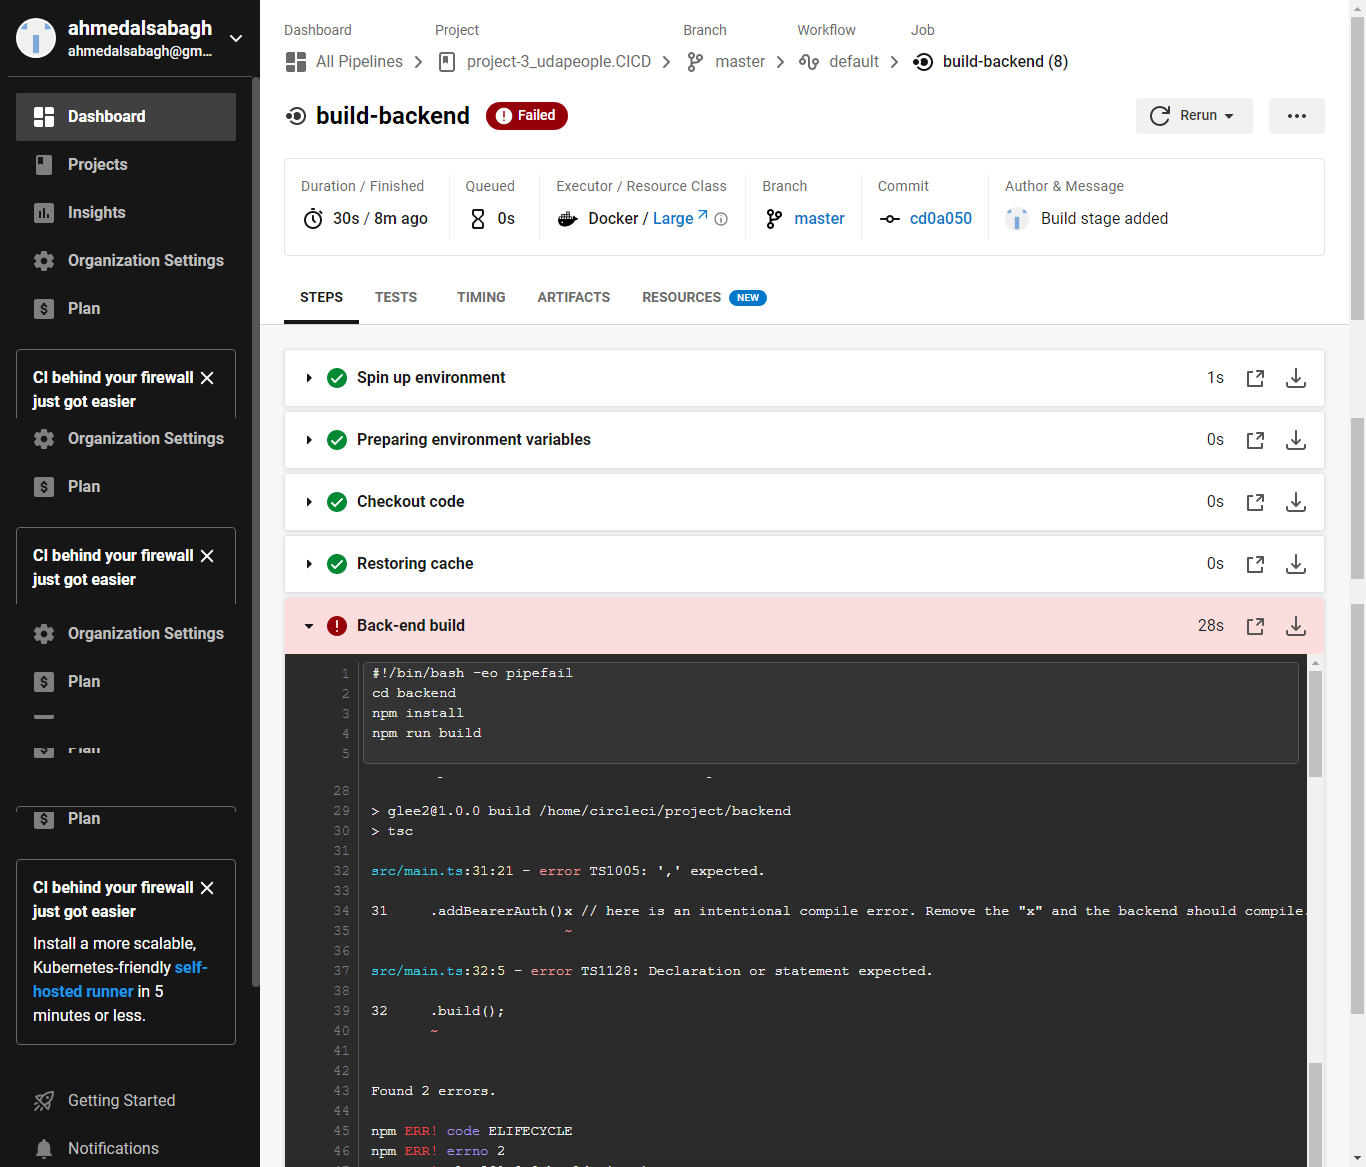 ahmedalsabagh
ahmedalsabagh@gm...
Dashboard
Projects
Insights
Organization Settings
Plan
CI behind your firewall
just got easier
Organization Settings
Plan
CI behind your firewall
just got easier
Organization Settings
Plan
Plan
Plan
CI behind your firewall
just got easier
Install a more scalable,
Kubernetes-friendly self-
hosted runner in 5
minutes or less.
Getting Started
Notifications
Dashboard Project Branch Workflow Job
All Pipelines project-3_udapeople.CICD master default build-backend (8)
build-backend Failed Rerun
Duration / Finished Queued Executor / Resource Class Branch Commit Author & Message
30s / 8m ago 0s Docker / Large master cd0a050 Build stage added
STEPS TESTS TIMING ARTIFACTS RESOURCES NEW
Spin up environment 1s
Preparing environment variables 0s
Checkout code 0s
Restoring cache 0s
Back-end build 28s
1 #!/bin/bash -eo pipefail
2 cd backend
3 npm install
4 npm run build
5
28
29 > glee2@1.0.0 build /home/circleci/project/backend
30 > tsc
31
32 src/main.ts:31:21 - error TS1005: ',' expected.
33
34 31 .addBearerAuth()x // here is an intentional compile error. Remove the "x" and the backend should compile.
35 ~
36
37 src/main.ts:32:5 - error TS1128: Declaration or statement expected.
38
39 32 .build();
40 ~
41
42
43 Found 2 errors.
44
45 npm ERR! code ELIFECYCLE
46 npm ERR! errno 2